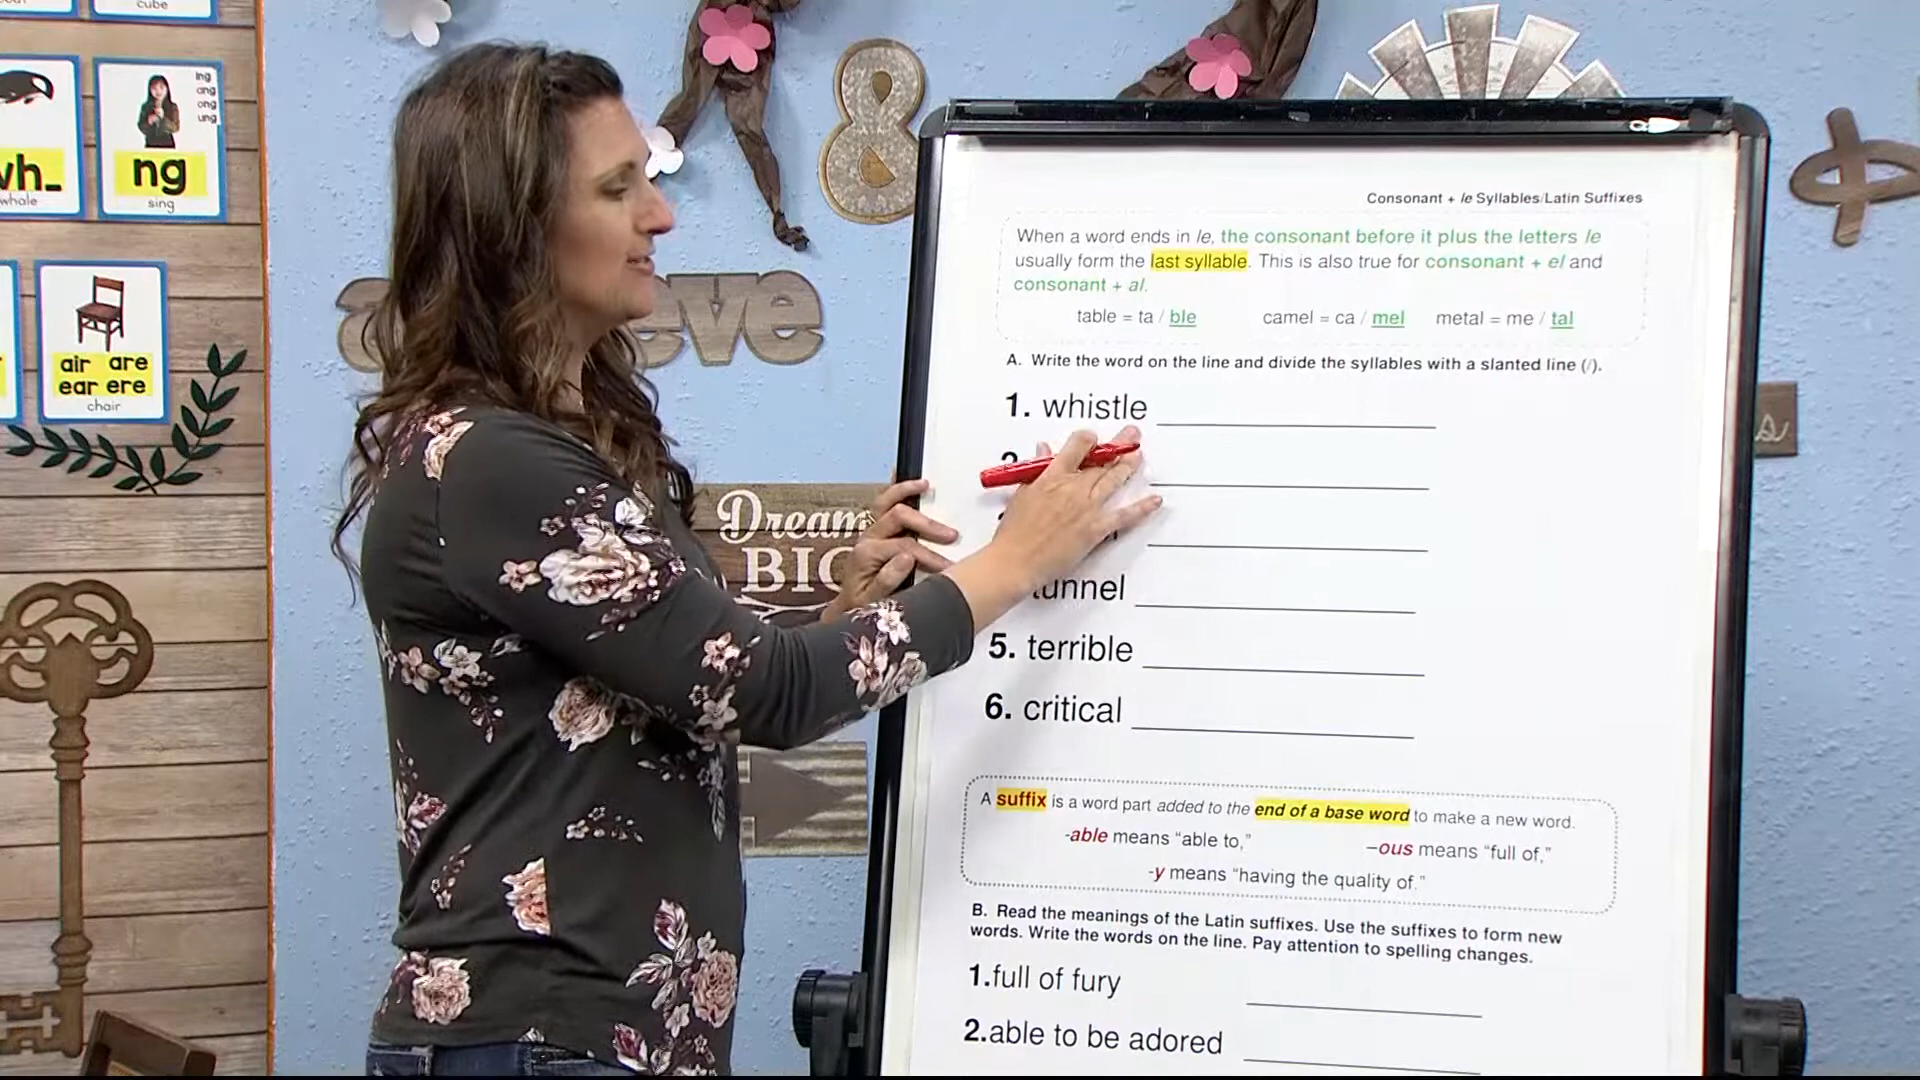 cube
wh_
whale
ing
ang
ong
ung
ng
sing
air are
ear ere
chair
&
Dream
BIG
Consonant + le Syllables/Latin Suffixes
When a word ends in le, the consonant before it plus the letters le
usually form the last syllable. This is also true for consonant + el and
consonant + al.
table = ta / ble camel = ca / mel metal = me / tal
A. Write the word on the line and divide the syllables with a slanted line (/).
1. whistle
tunnel
5. terrible
6. critical
A suffix is a word part added to the end of a base word to make a new word.
-able means “able to,” –ous means “full of,”
-y means “having the quality of.”
B. Read the meanings of the Latin suffixes. Use the suffixes to form new
words. Write the words on the line. Pay attention to spelling changes.
1.full of fury
2.able to be adored